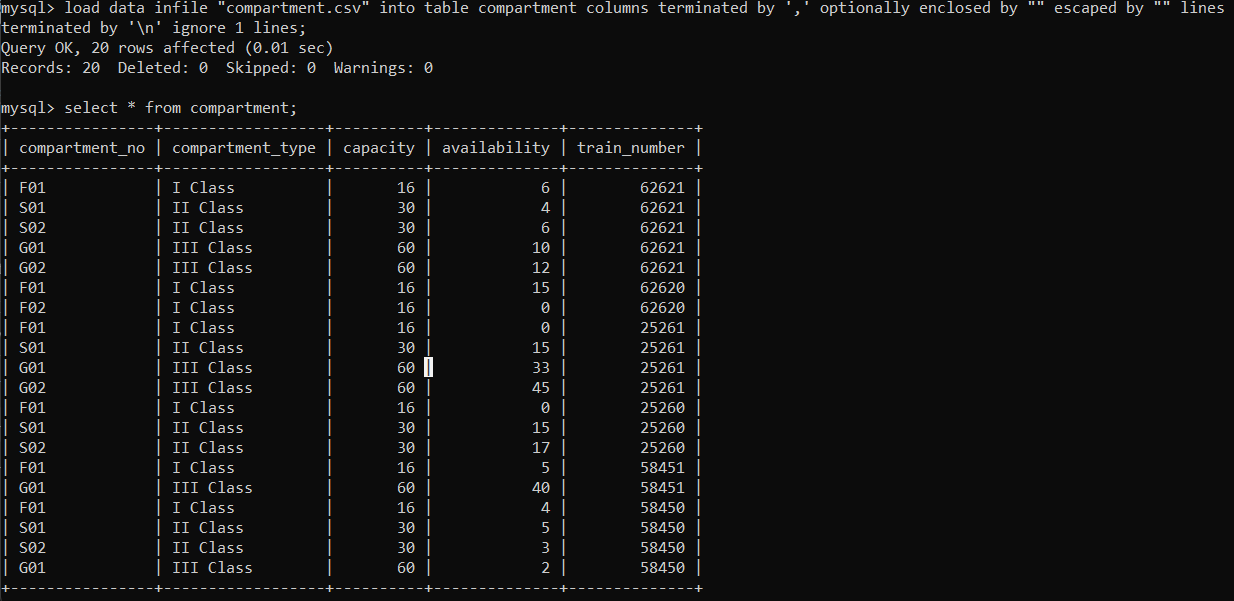 mysql> load data infile "compartment.csv" into table compartment columns terminated by ',' optionally enclosed by "" escaped by "" lines
terminated by '\n' ignore 1 lines;
Query OK, 20 rows affected (0.01 sec)
Records: 20  Deleted: 0  Skipped: 0  Warnings: 0

mysql> select * from compartment;
+----------------+------------------+----------+--------------+--------------+
| compartment_no | compartment_type | capacity | availability | train_number |
+----------------+------------------+----------+--------------+--------------+
| F01            | I Class          |       16 |            6 |        62621 |
| S01            | II Class         |       30 |            4 |        62621 |
| S02            | II Class         |       30 |            6 |        62621 |
| G01            | III Class        |       60 |           10 |        62621 |
| G02            | III Class        |       60 |           12 |        62621 |
| F01            | I Class          |       16 |           15 |        62620 |
| F02            | I Class          |       16 |            0 |        62620 |
| F01            | I Class          |       16 |            0 |        25261 |
| S01            | II Class         |       30 |           15 |        25261 |
| G01            | III Class        |       60 |           33 |        25261 |
| G02            | III Class        |       60 |           45 |        25261 |
| F01            | I Class          |       16 |            0 |        25260 |
| S01            | II Class         |       30 |           15 |        25260 |
| S02            | II Class         |       30 |           17 |        25260 |
| F01            | I Class          |       16 |            5 |        58451 |
| G01            | III Class        |       60 |           40 |        58451 |
| F01            | I Class          |       16 |            4 |        58450 |
| S01            | II Class         |       30 |            5 |        58450 |
| S02            | II Class         |       30 |            3 |        58450 |
| G01            | III Class        |       60 |            2 |        58450 |
+----------------+------------------+----------+--------------+--------------+